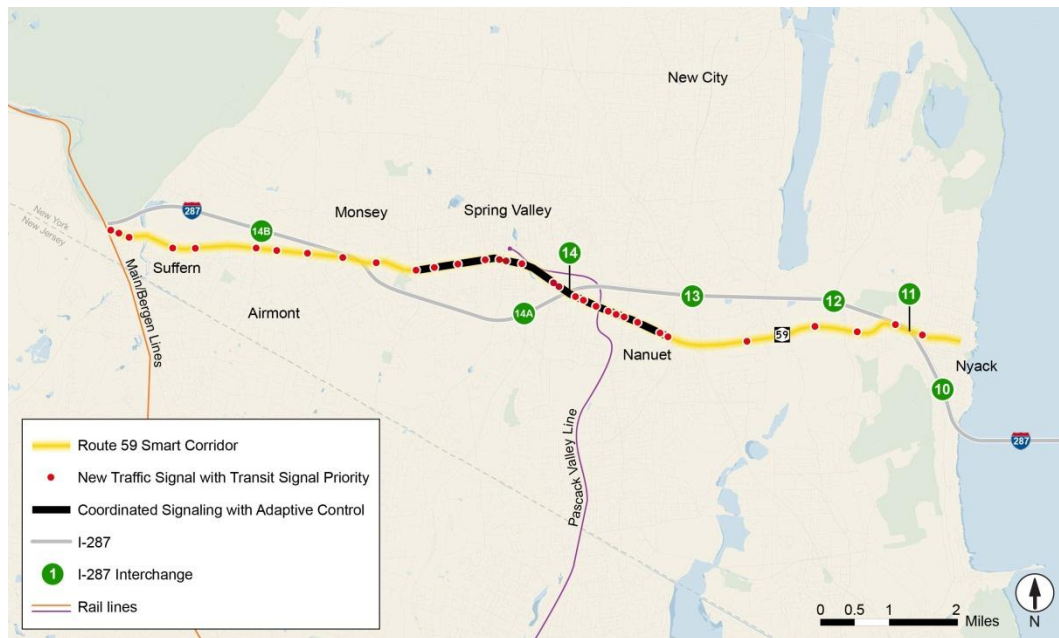 New City
Monsey
Spring Valley
287
14B
14
New York
New Jersey
Suffern
Main/Bergen Lines
Airmont
14A
13
12
11
59
Nanuet
Nyack
10
287
Pascack Valley Line
Route 59 Smart Corridor
New Traffic Signal with Transit Signal Priority
Coordinated Signaling with Adaptive Control
I-287
1
I-287 Interchange
Rail lines
0 0.5 1 2
Miles
N